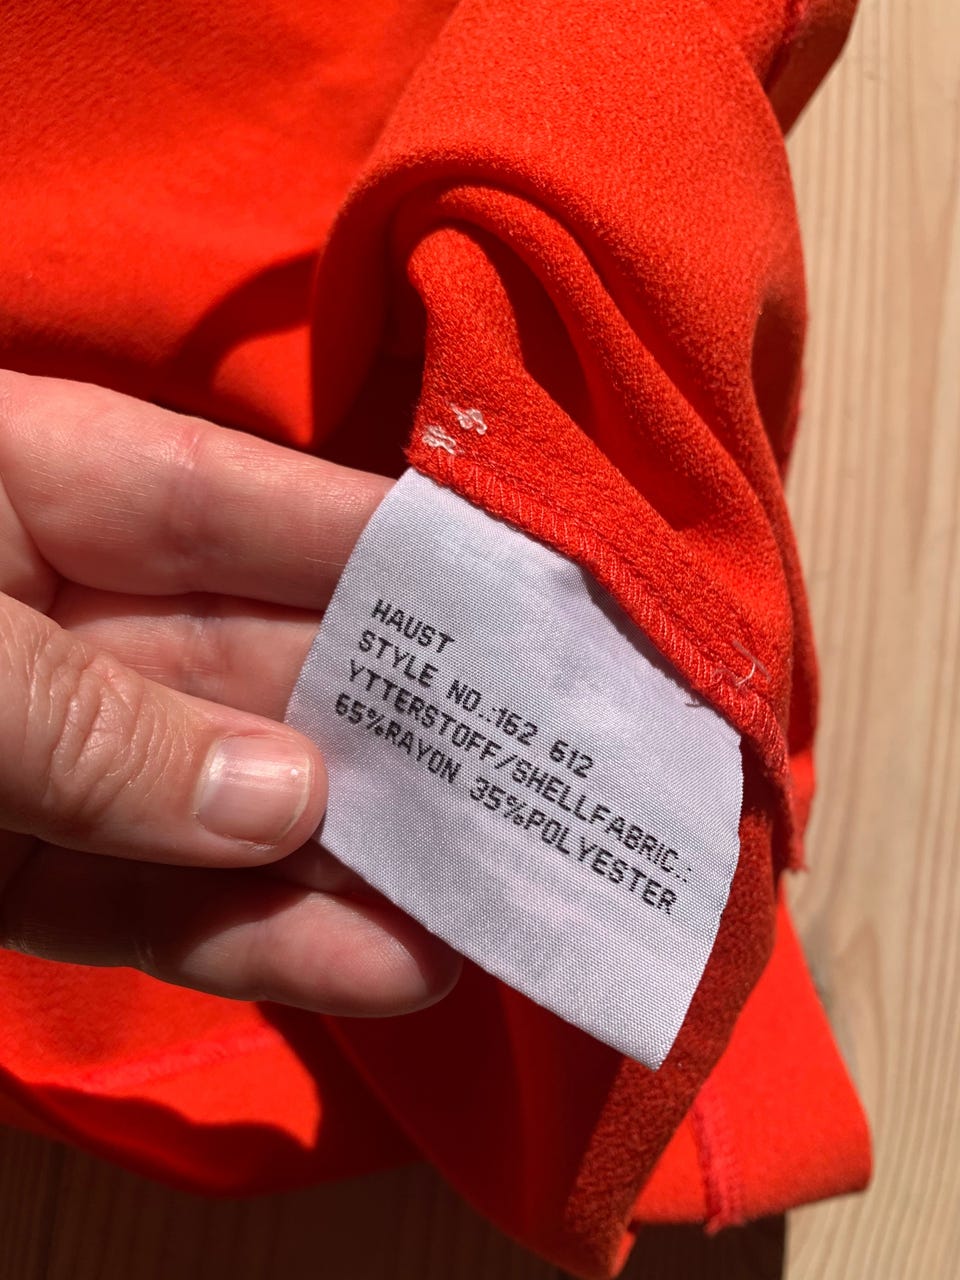 HAUST
STYLE NO.:162 612
YTTERSTOFF/SHELLFABRIC.:
65%RAYON 35%POLYESTER